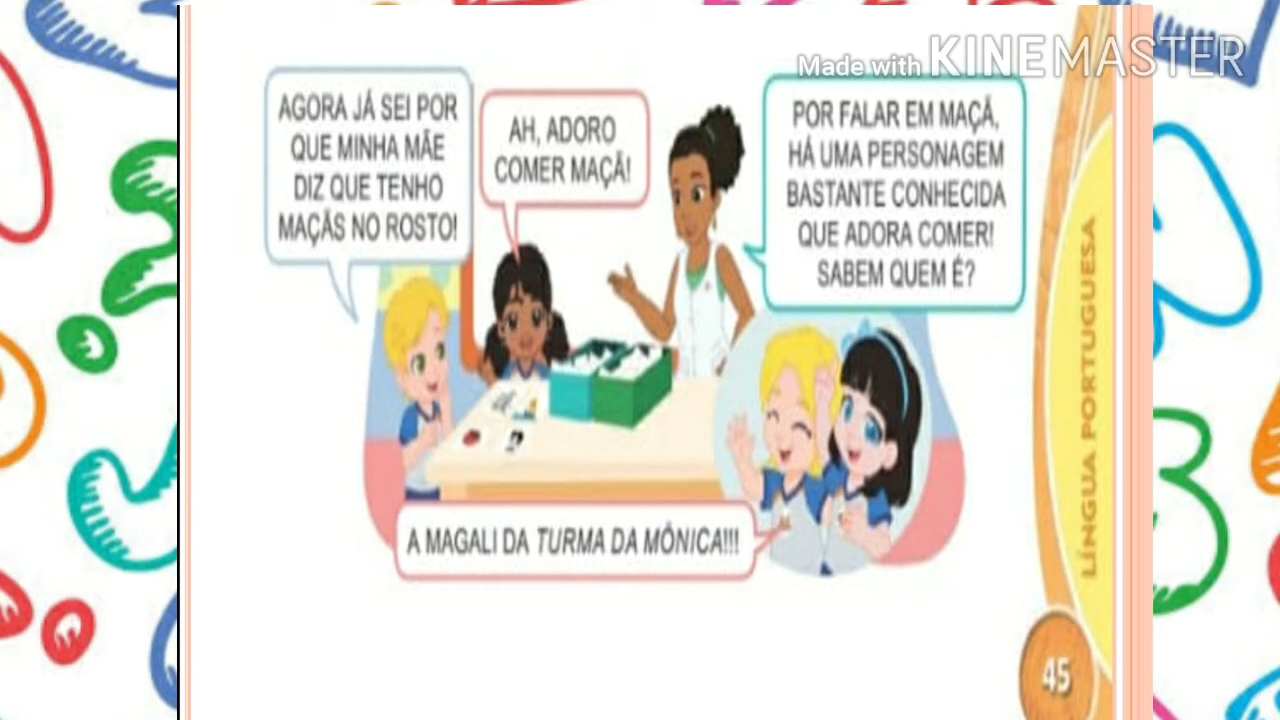 Made with KINEMASTER
AGORA JÁ SEI POR
QUE MINHA MÃE
DIZ QUE TENHO
MAÇÃS NO ROSTO!
AH, ADORO
COMER MAÇÃ!
POR FALAR EM MAÇÃ,
HÁ UMA PERSONAGEM
BASTANTE CONHECIDA
QUE ADORA COMER!
SABEM QUEM É?
A MAGALI DA TURMA DA MÔNICA!!!
LÍNGUA PORTUGUESA
45